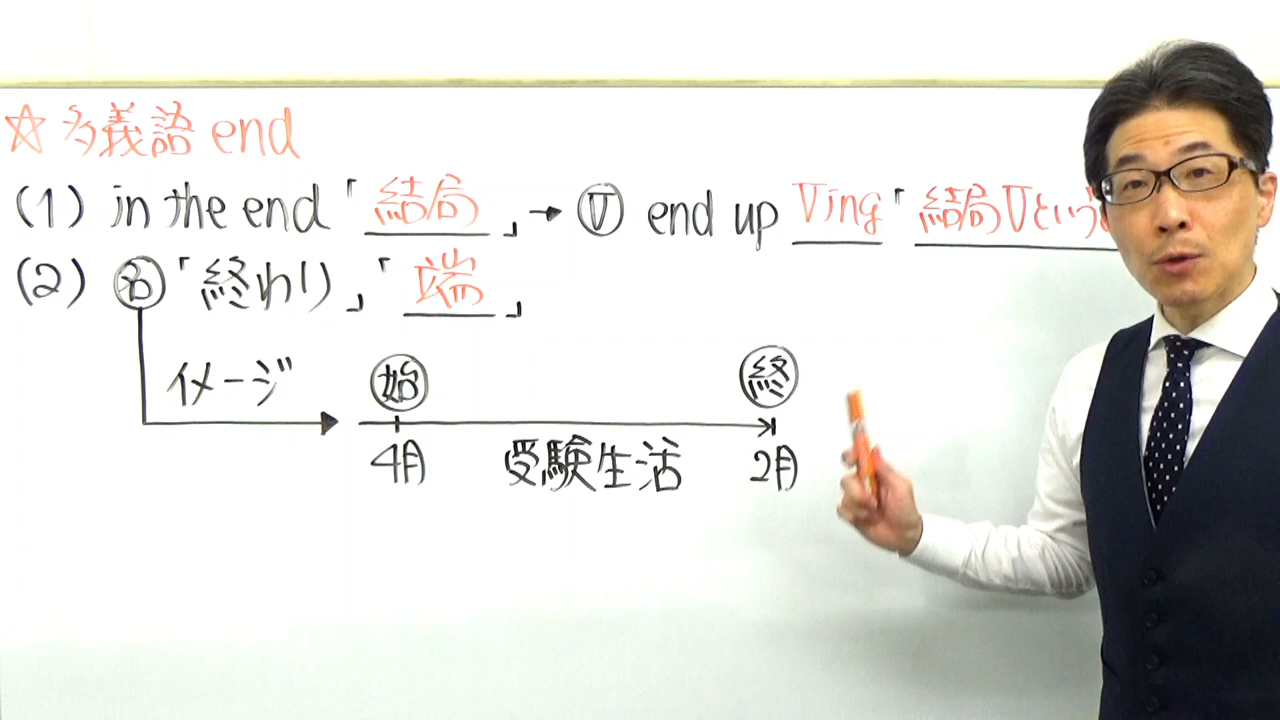 ☆多義語 end
(1) in the end 「結局」→Ⓥ end up Ving 「結局Vという
(2) 名「終わり」「端」
イメージ 始 終
4月 受験生活 2月